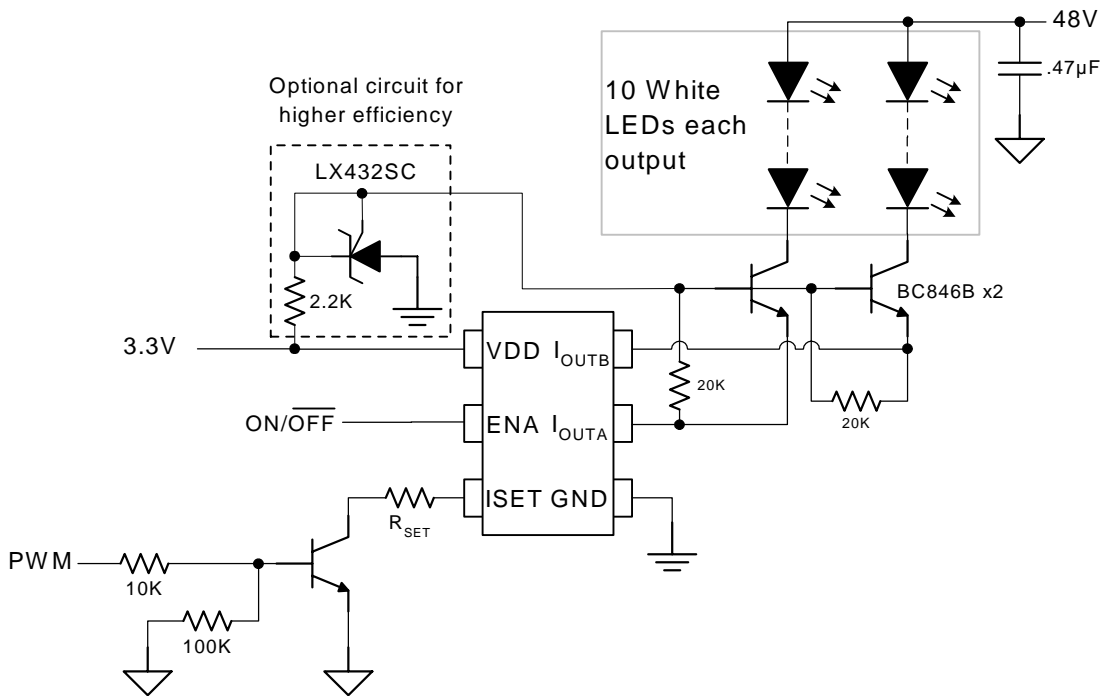 48V
.47µF
Optional circuit for
higher efficiency
10 White
LEDs each
output
LX432SC
2.2K
BC846B x2
3.3V
VDD IOUTB
20K
20K
ON/OFF
ENA IOUTA
ISET GND
RSET
PWM
10K
100K